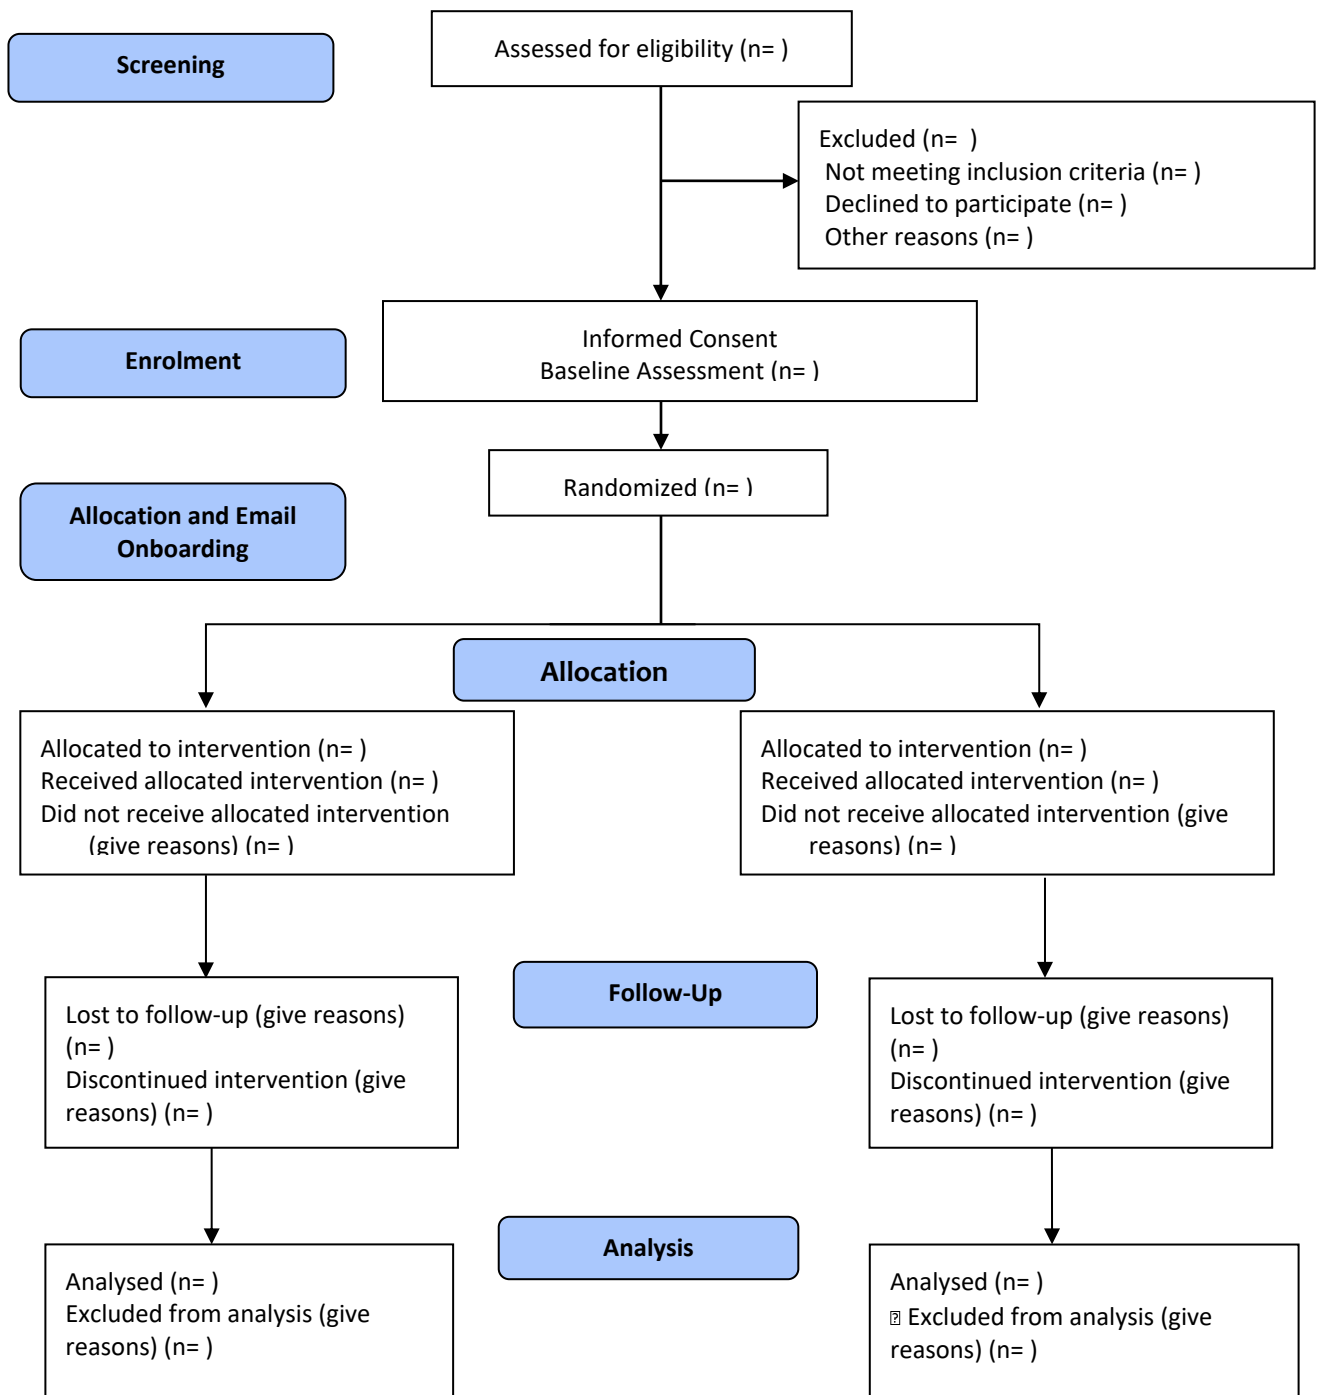 Assessed for eligibility (n= )
Screening
Excluded (n=  )
Not meeting inclusion criteria (n= )
Declined to participate (n= )
Other reasons (n= )
Informed Consent
Baseline Assessment (n= )
Enrolment
Randomized (n= )
Allocation and Email
Onboarding
Allocation
Allocated to intervention (n= )
Received allocated intervention (n= )
Did not receive allocated intervention
(give reasons) (n= )
Allocated to intervention (n= )
Received allocated intervention (n= )
Did not receive allocated intervention (give
reasons) (n= )
Follow-Up
Lost to follow-up (give reasons)
(n= )
Discontinued intervention (give
reasons) (n= )
Lost to follow-up (give reasons)
(n= )
Discontinued intervention (give
reasons) (n= )
Analysis
Analysed (n= )
Excluded from analysis (give
reasons) (n= )
Analysed (n= )
Excluded from analysis (give
reasons) (n= )